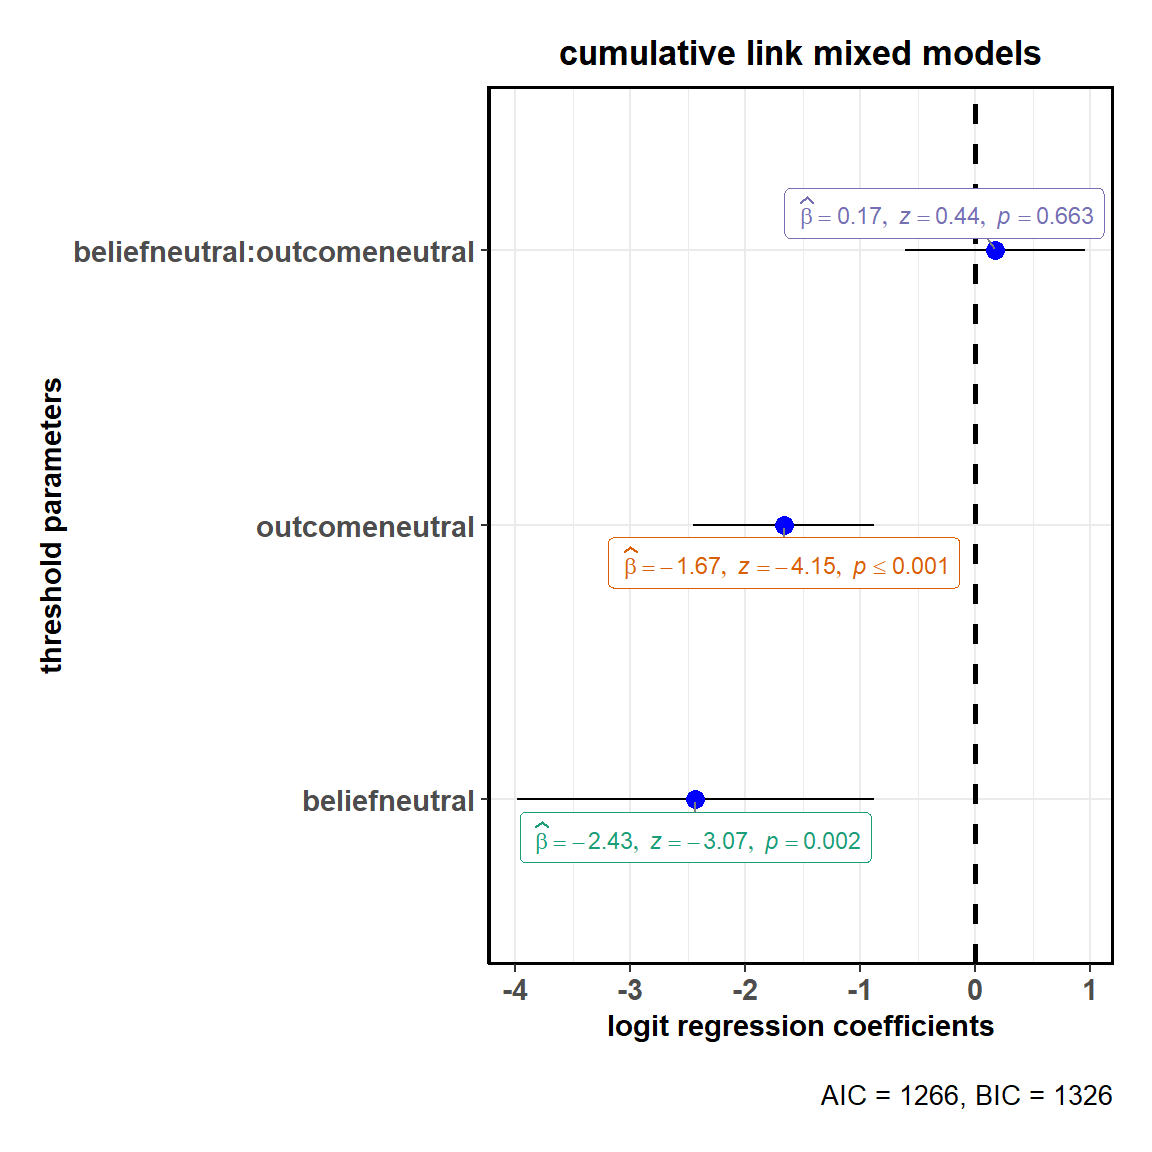 cumulative link mixed models
β̂ = 0.17, z = 0.44, p = 0.663
beliefneutral:outcomeneutral
threshold parameters
outcomeneutral
β̂ = −1.67, z = −4.15, p ≤ 0.001
beliefneutral
β̂ = −2.43, z = −3.07, p = 0.002
-4 -3 -2 -1 0 1
logit regression coefficients
AIC = 1266, BIC = 1326